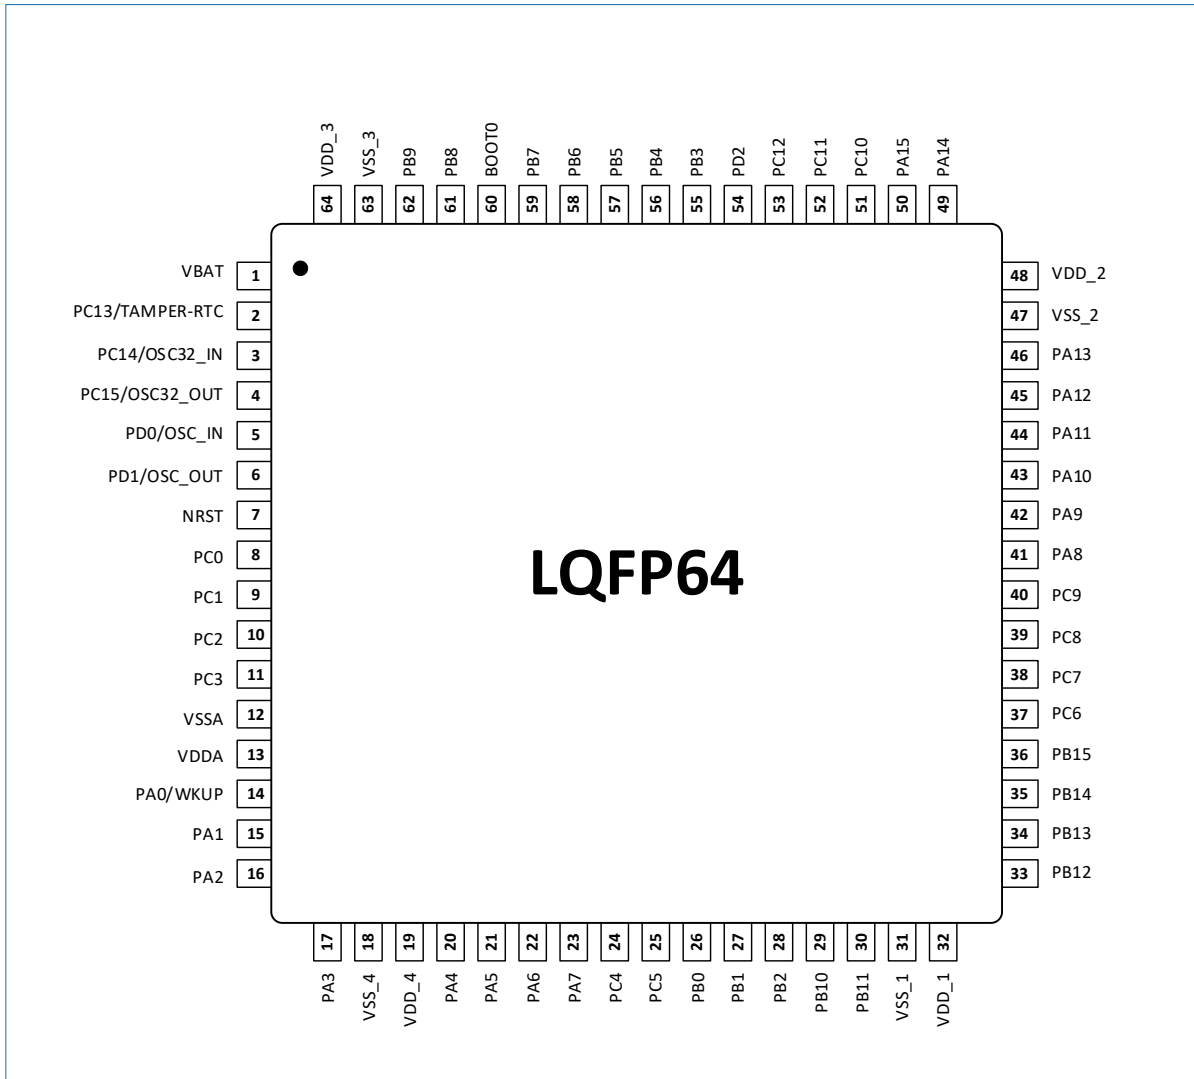 VDD_3
VSS_3
PB9
PB8
BOOT0
PB7
PB6
PB5
PB4
PB3
PD2
PC12
PC11
PC10
PA15
PA14
64
63
62
61
60
59
58
57
56
55
54
53
52
51
50
49
VBAT 1
PC13/TAMPER-RTC 2
PC14/OSC32_IN 3
PC15/OSC32_OUT 4
PD0/OSC_IN 5
PD1/OSC_OUT 6
NRST 7
PC0 8
PC1 9
PC2 10
PC3 11
VSSA 12
VDDA 13
PA0/WKUP 14
PA1 15
PA2 16
LQFP64
48 VDD_2
47 VSS_2
46 PA13
45 PA12
44 PA11
43 PA10
42 PA9
41 PA8
40 PC9
39 PC8
38 PC7
37 PC6
36 PB15
35 PB14
34 PB13
33 PB12
17
18
19
20
21
22
23
24
25
26
27
28
29
30
31
32
PA3
VSS_4
VDD_4
PA4
PA5
PA6
PA7
PC4
PC5
PB0
PB1
PB2
PB10
PB11
VSS_1
VDD_1